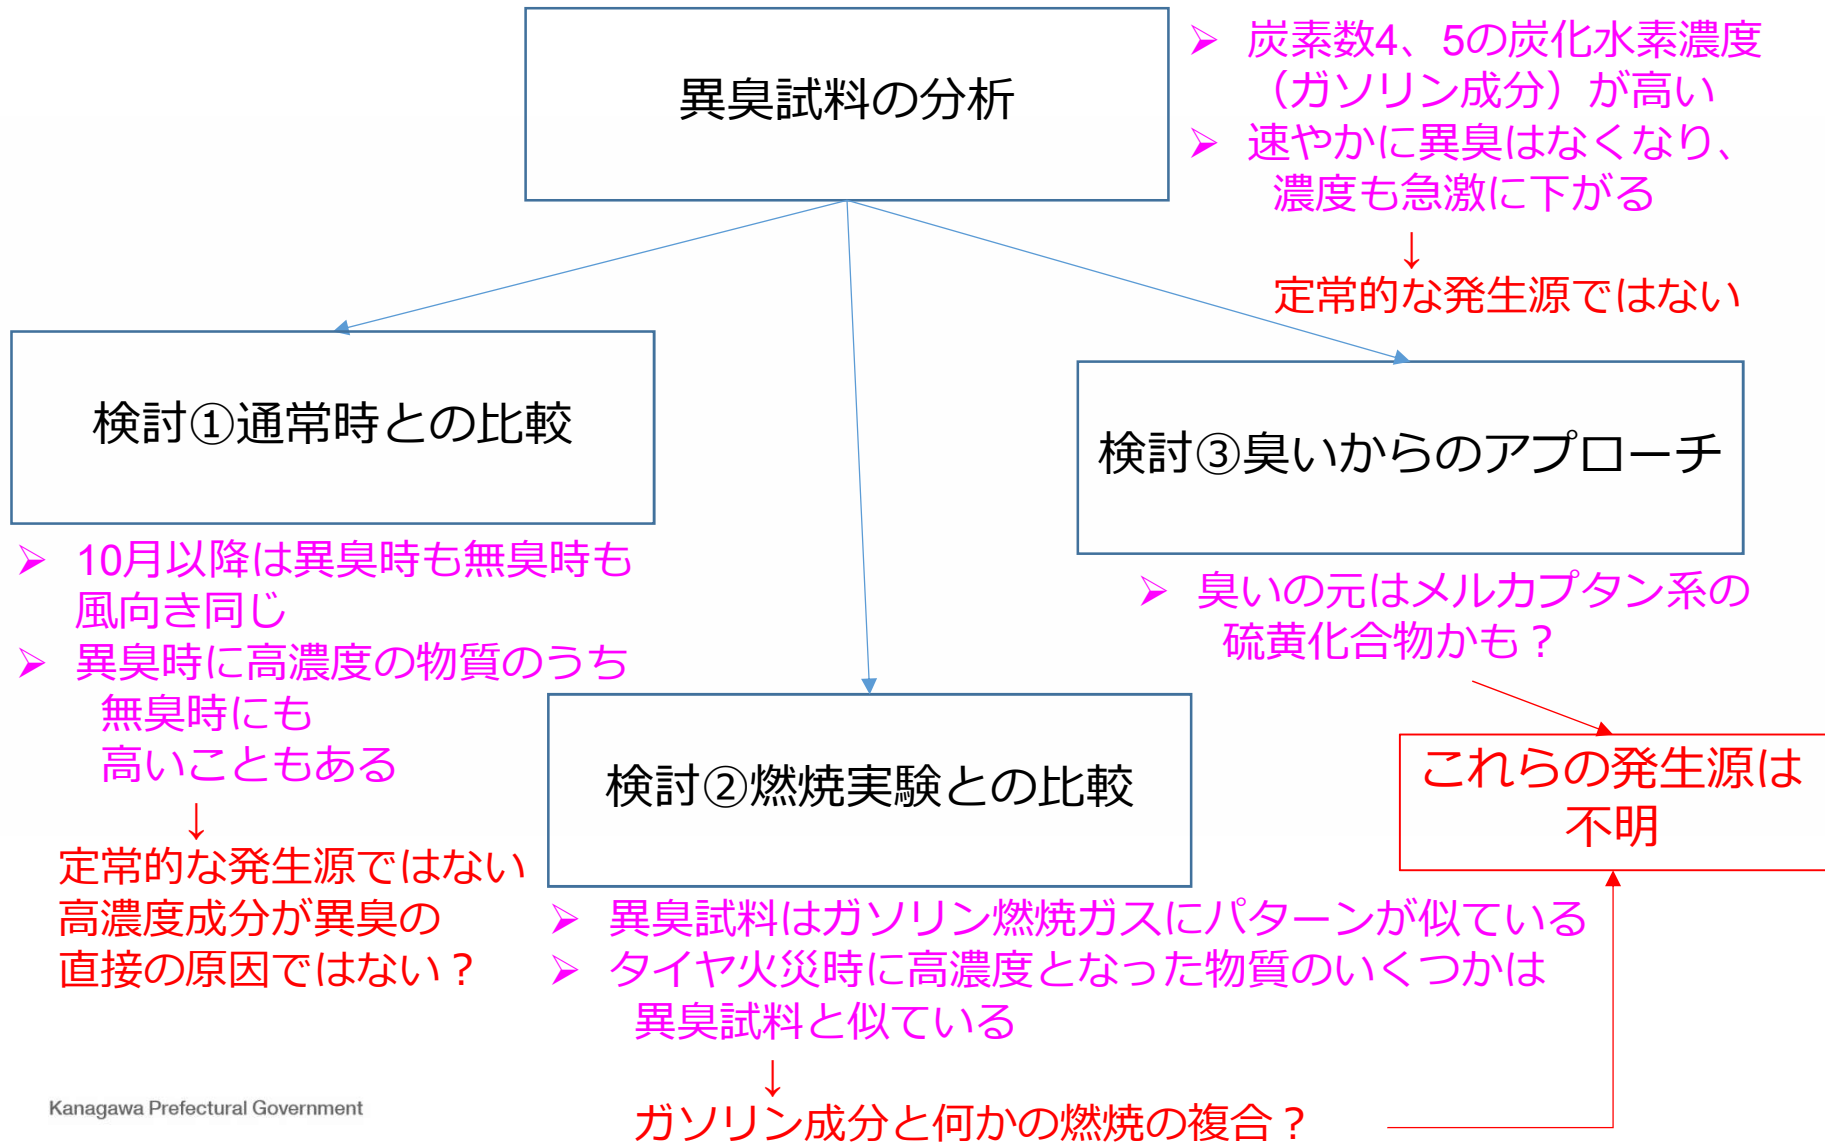 異臭試料の分析
➢ 炭素数4、5の炭化水素濃度
（ガソリン成分）が高い
➢ 速やかに異臭はなくなり、
濃度も急激に下がる
↓
定常的な発生源ではない
検討①通常時との比較
➢ 10月以降は異臭時も無臭時も
風向き同じ
➢ 異臭時に高濃度の物質のうち
無臭時にも
高いこともある
↓
定常的な発生源ではない
高濃度成分が異臭の
直接の原因ではない？
検討②燃焼実験との比較
➢ 異臭試料はガソリン燃焼ガスにパターンが似ている
➢ タイヤ火災時に高濃度となった物質のいくつかは
異臭試料と似ている
↓
ガソリン成分と何かの燃焼の複合？
検討③臭いからのアプローチ
➢ 臭いの元はメルカプタン系の
硫黄化合物かも？
これらの発生源は
不明
Kanagawa Prefectural Government